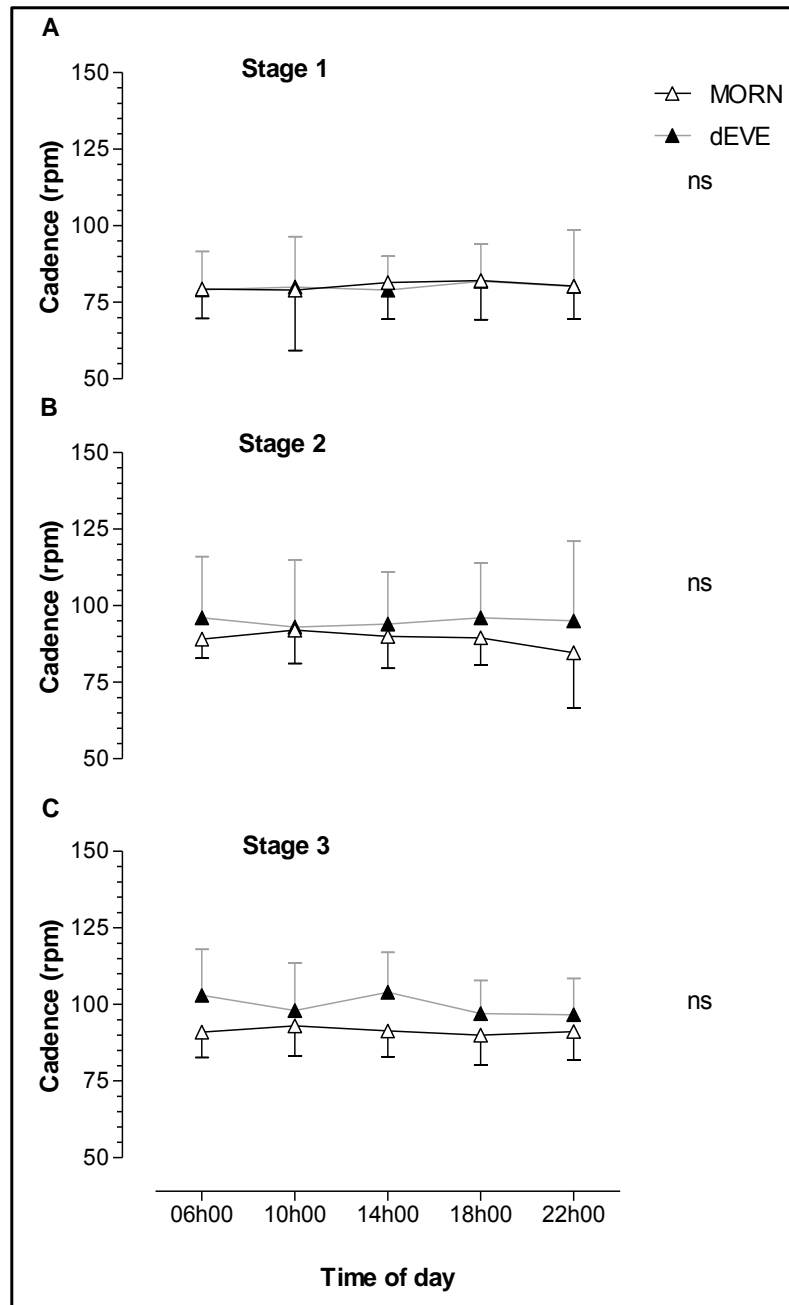 A
Stage 1
MORN
dEVE
ns
Cadence (rpm)
150
125
100
75
50
B
Stage 2
ns
Cadence (rpm)
150
125
100
75
50
C
Stage 3
ns
Cadence (rpm)
150
125
100
75
50
06h00 10h00 14h00 18h00 22h00
Time of day